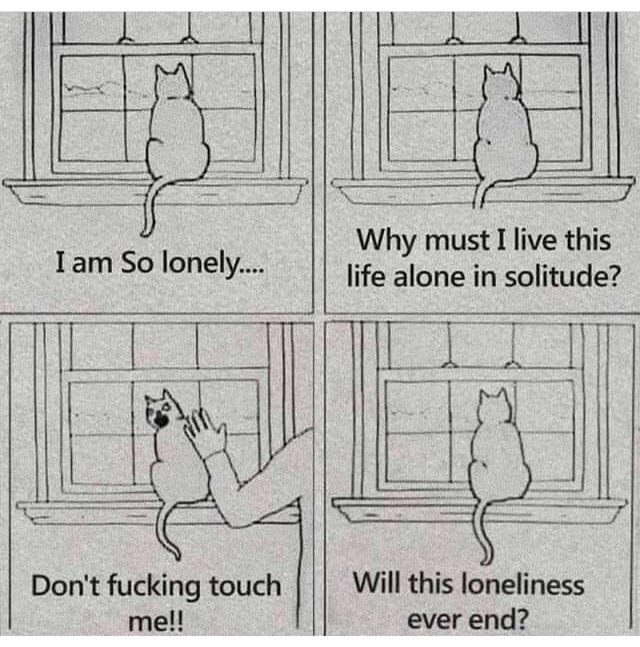 I am So lonely....
Why must I live this
life alone in solitude?
Don't fucking touch
me!!
Will this loneliness
ever end?